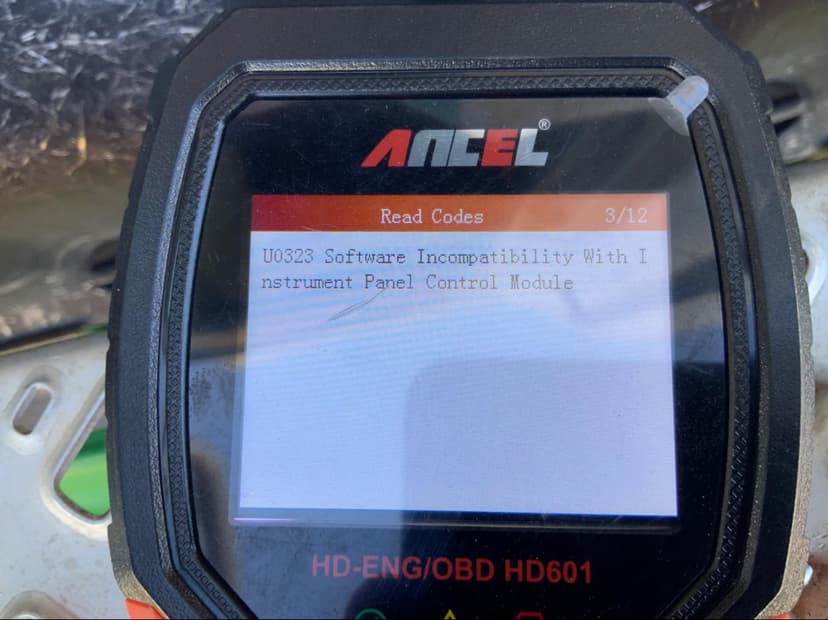 ANCEL®
Read Codes 3/12
U0323 Software Incompatibility With I
nstrument Panel Control Module
HD-ENG/OBD HD601